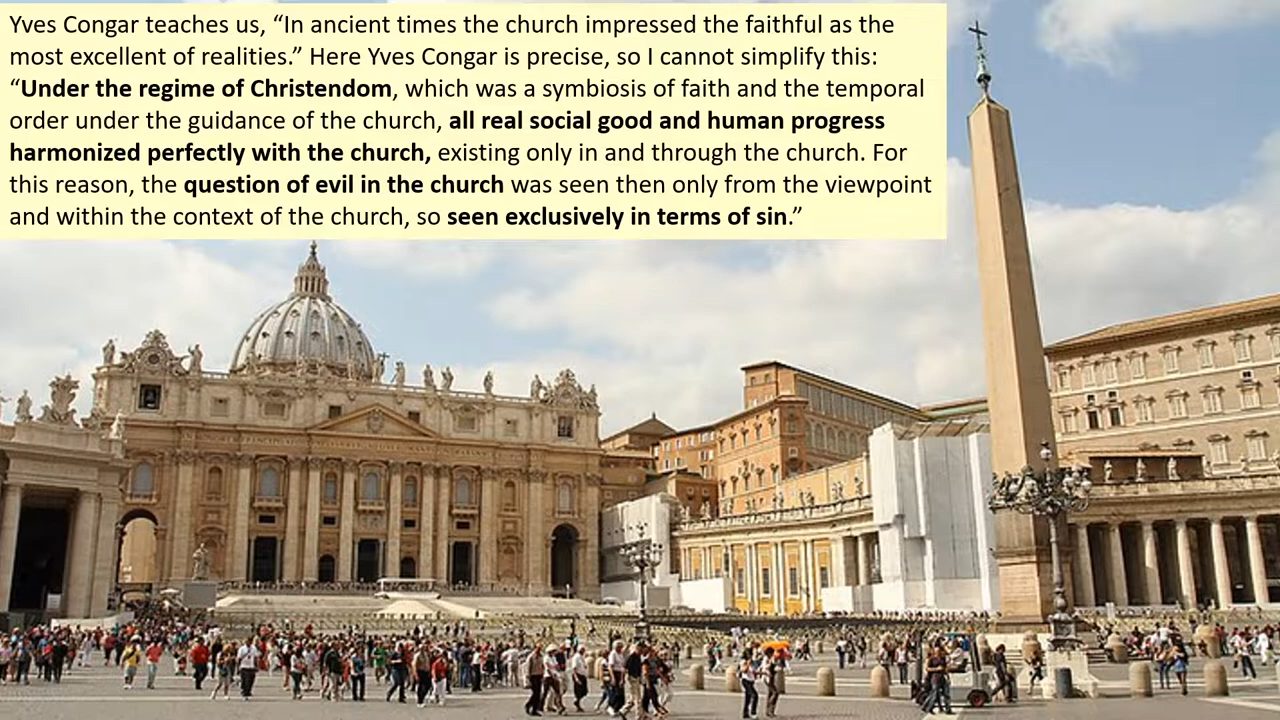 Yves Congar teaches us, “In ancient times the church impressed the faithful as the
most excellent of realities.” Here Yves Congar is precise, so I cannot simplify this:
“Under the regime of Christendom, which was a symbiosis of faith and the temporal
order under the guidance of the church, all real social good and human progress
harmonized perfectly with the church, existing only in and through the church. For
this reason, the question of evil in the church was seen then only from the viewpoint
and within the context of the church, so seen exclusively in terms of sin.”